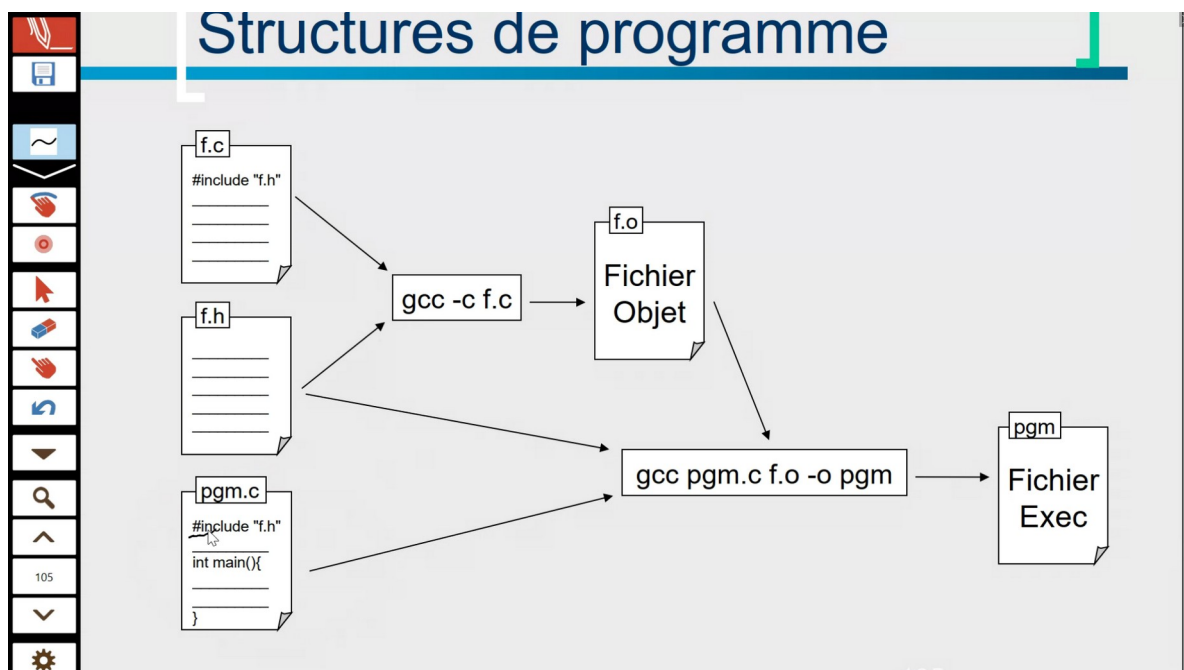 Structures de programme
f.c
#include "f.h"
f.o
Fichier
Objet
gcc -c f.c
f.h
pgm
Fichier
Exec
gcc pgm.c f.o -o pgm
pgm.c
#include "f.h"
int main(){
}
105